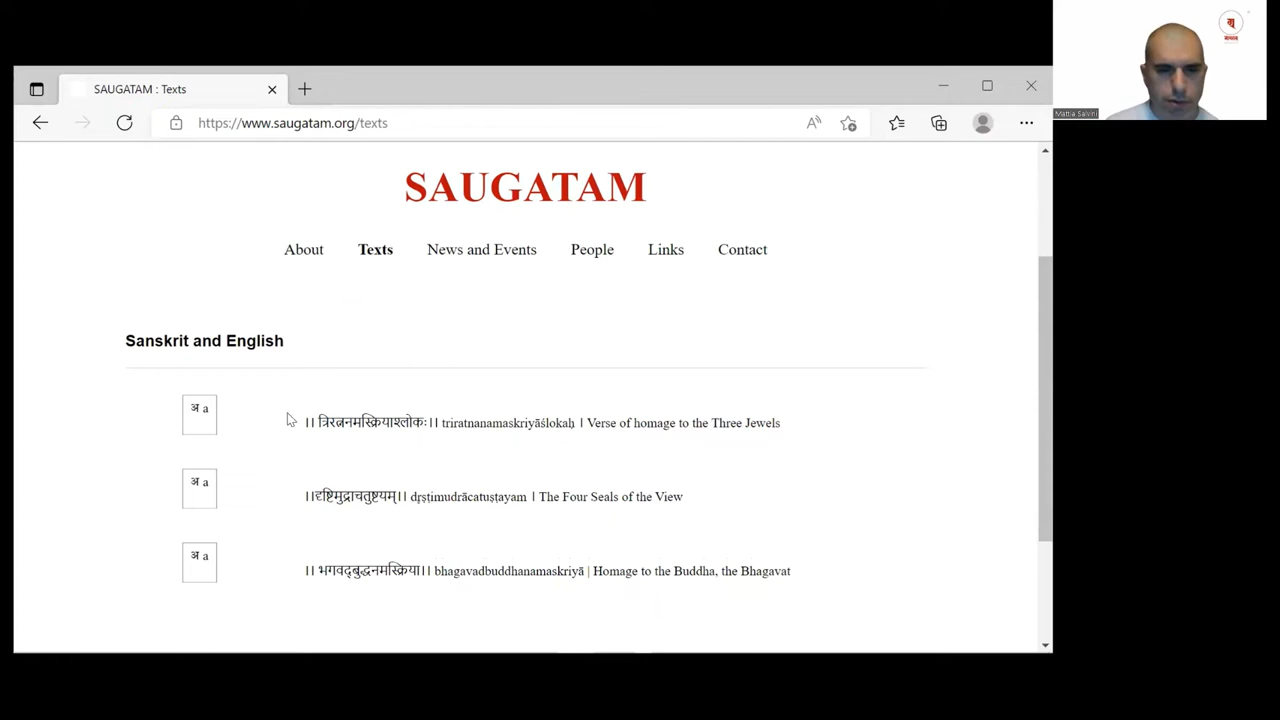 SAUGATAM : Texts
https://www.saugatam.org/texts
Mattia Salvini
SAUGATAM
About Texts News and Events People Links Contact
Sanskrit and English
अ a
।। त्रिरत्ननमस्क्रियाश्लोकः।। triratnanamaskriyāślokaḥ । Verse of homage to the Three Jewels
अ a
।।दृष्टिमुद्राचतुष्टयम्।। dṛṣṭimudrācatuṣṭayam । The Four Seals of the View
अ a
।। भगवद्बुद्धनमस्क्रिया।। bhagavadbuddhanamaskriyā | Homage to the Buddha, the Bhagavat